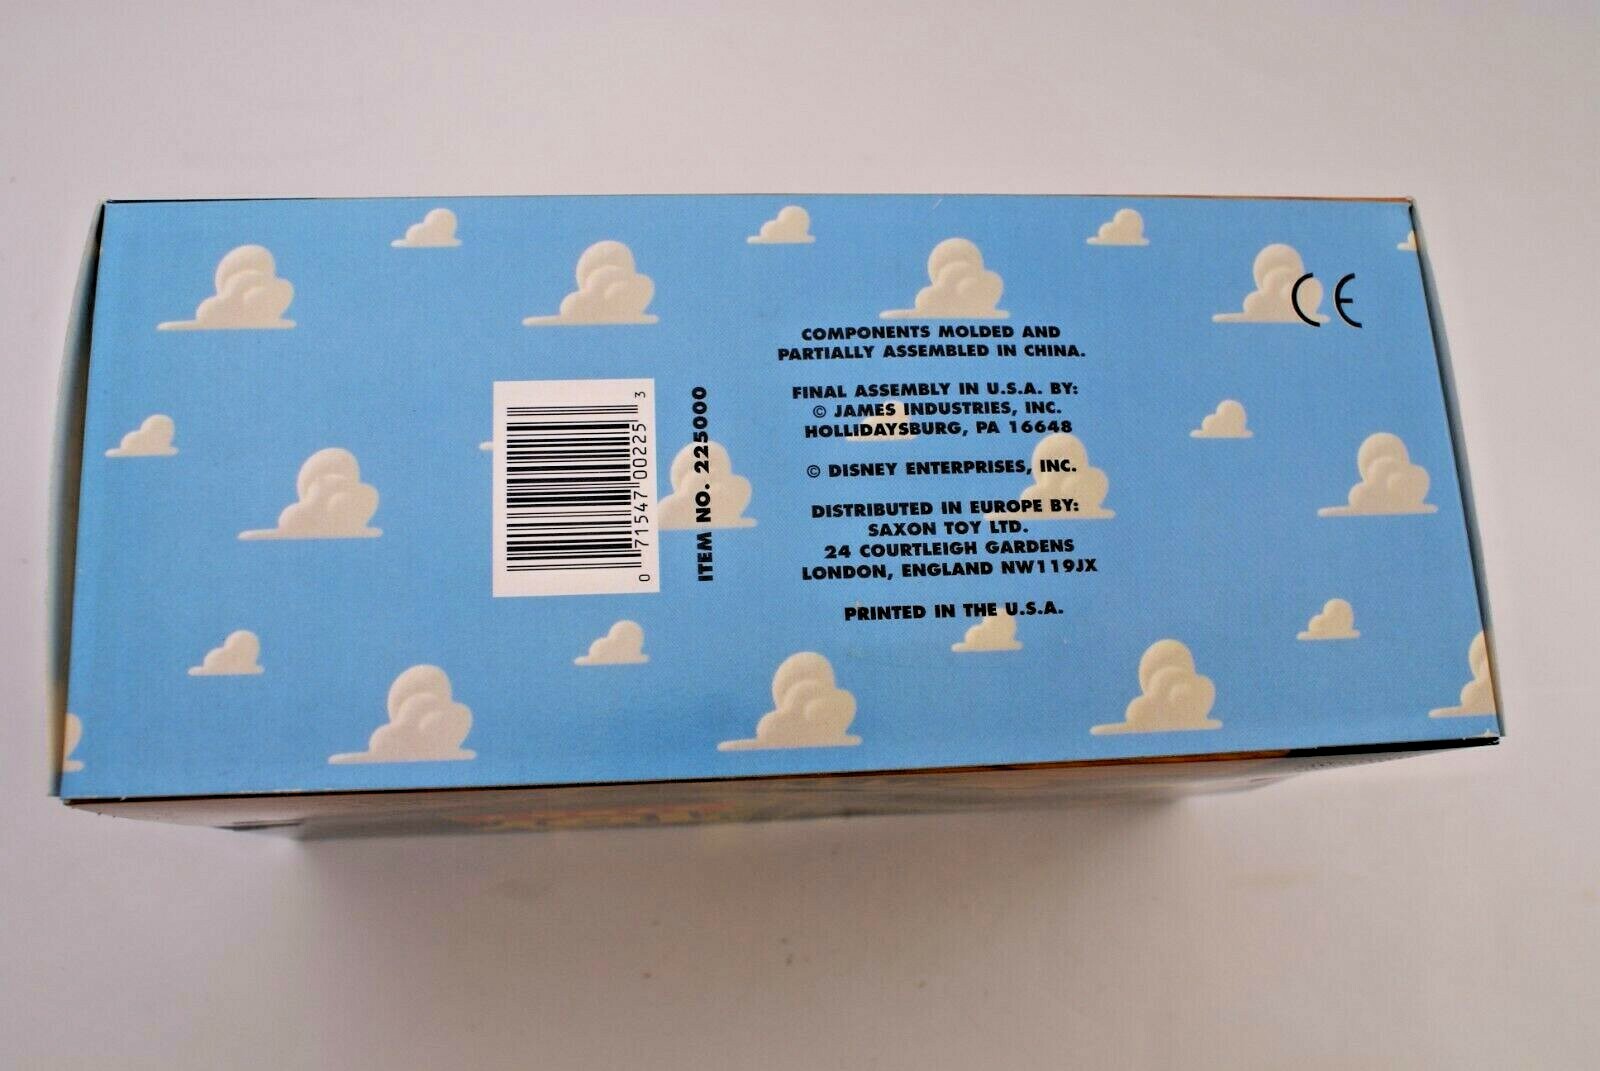 CE
COMPONENTS MOLDED AND
PARTIALLY ASSEMBLED IN CHINA.
FINAL ASSEMBLY IN U.S.A. BY:
© JAMES INDUSTRIES, INC.
HOLLIDAYSBURG, PA 16648
© DISNEY ENTERPRISES, INC.
DISTRIBUTED IN EUROPE BY:
SAXON TOY LTD.
24 COURTLEIGH GARDENS
LONDON, ENGLAND NW119JX
PRINTED IN THE U.S.A.
ITEM NO. 225000
0 71547 00225 3